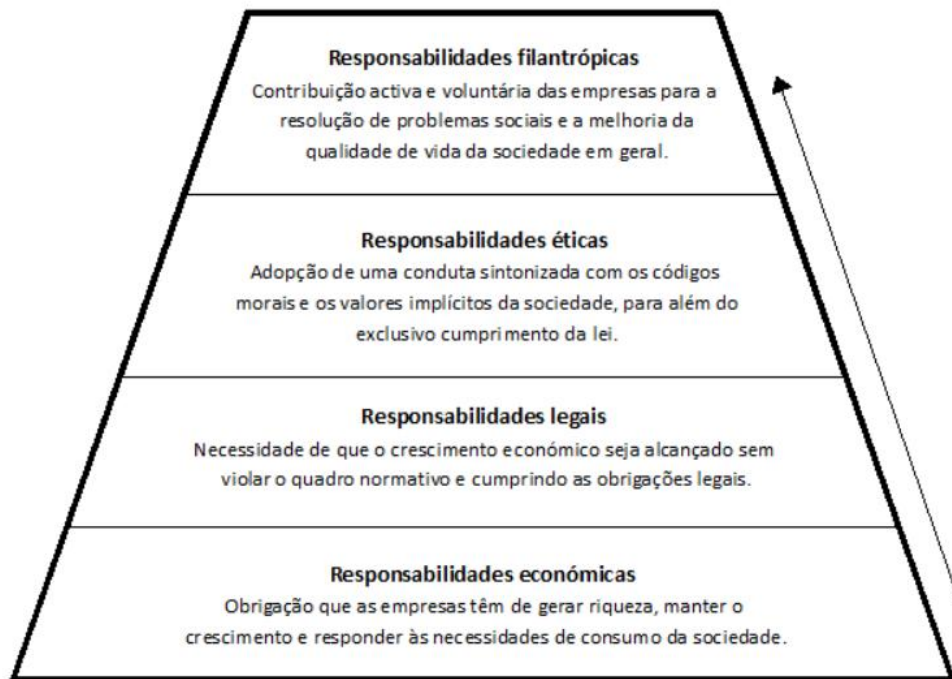 Responsabilidades filantrópicas
Contribuição activa e voluntária das empresas para a
resolução de problemas sociais e a melhoria da
qualidade de vida da sociedade em geral.
Responsabilidades éticas
Adopção de uma conduta sintonizada com os códigos
morais e os valores implícitos da sociedade, para além do
exclusivo cumprimento da lei.
Responsabilidades legais
Necessidade de que o crescimento económico seja alcançado sem
violar o quadro normativo e cumprindo as obrigações legais.
Responsabilidades económicas
Obrigação que as empresas têm de gerar riqueza, manter o
crescimento e responder às necessidades de consumo da sociedade.